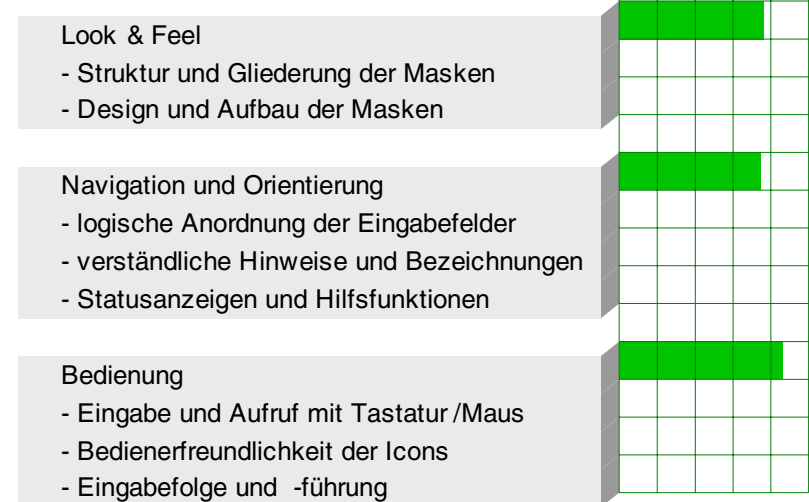 Look & Feel
- Struktur und Gliederung der Masken
- Design und Aufbau der Masken
Navigation und Orientierung
- logische Anordnung der Eingabefelder
- verständliche Hinweise und Bezeichnungen
- Statusanzeigen und Hilfsfunktionen
Bedienung
- Eingabe und Aufruf mit Tastatur /Maus
- Bedienerfreundlichkeit der Icons
- Eingabefolge und -führung